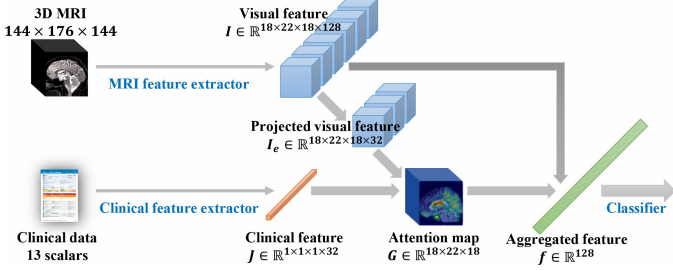 3D MRI
144 × 176 × 144
Visual feature
I ∈ ℝ^{18×22×18×128}
MRI feature extractor
Projected visual feature
I_e ∈ ℝ^{18×22×18×32}
Clinical feature extractor
Classifier
Clinical data
13 scalars
Clinical feature
J ∈ ℝ^{1×1×1×32}
Attention map
G ∈ ℝ^{18×22×18}
Aggregated feature
f ∈ ℝ^{128}